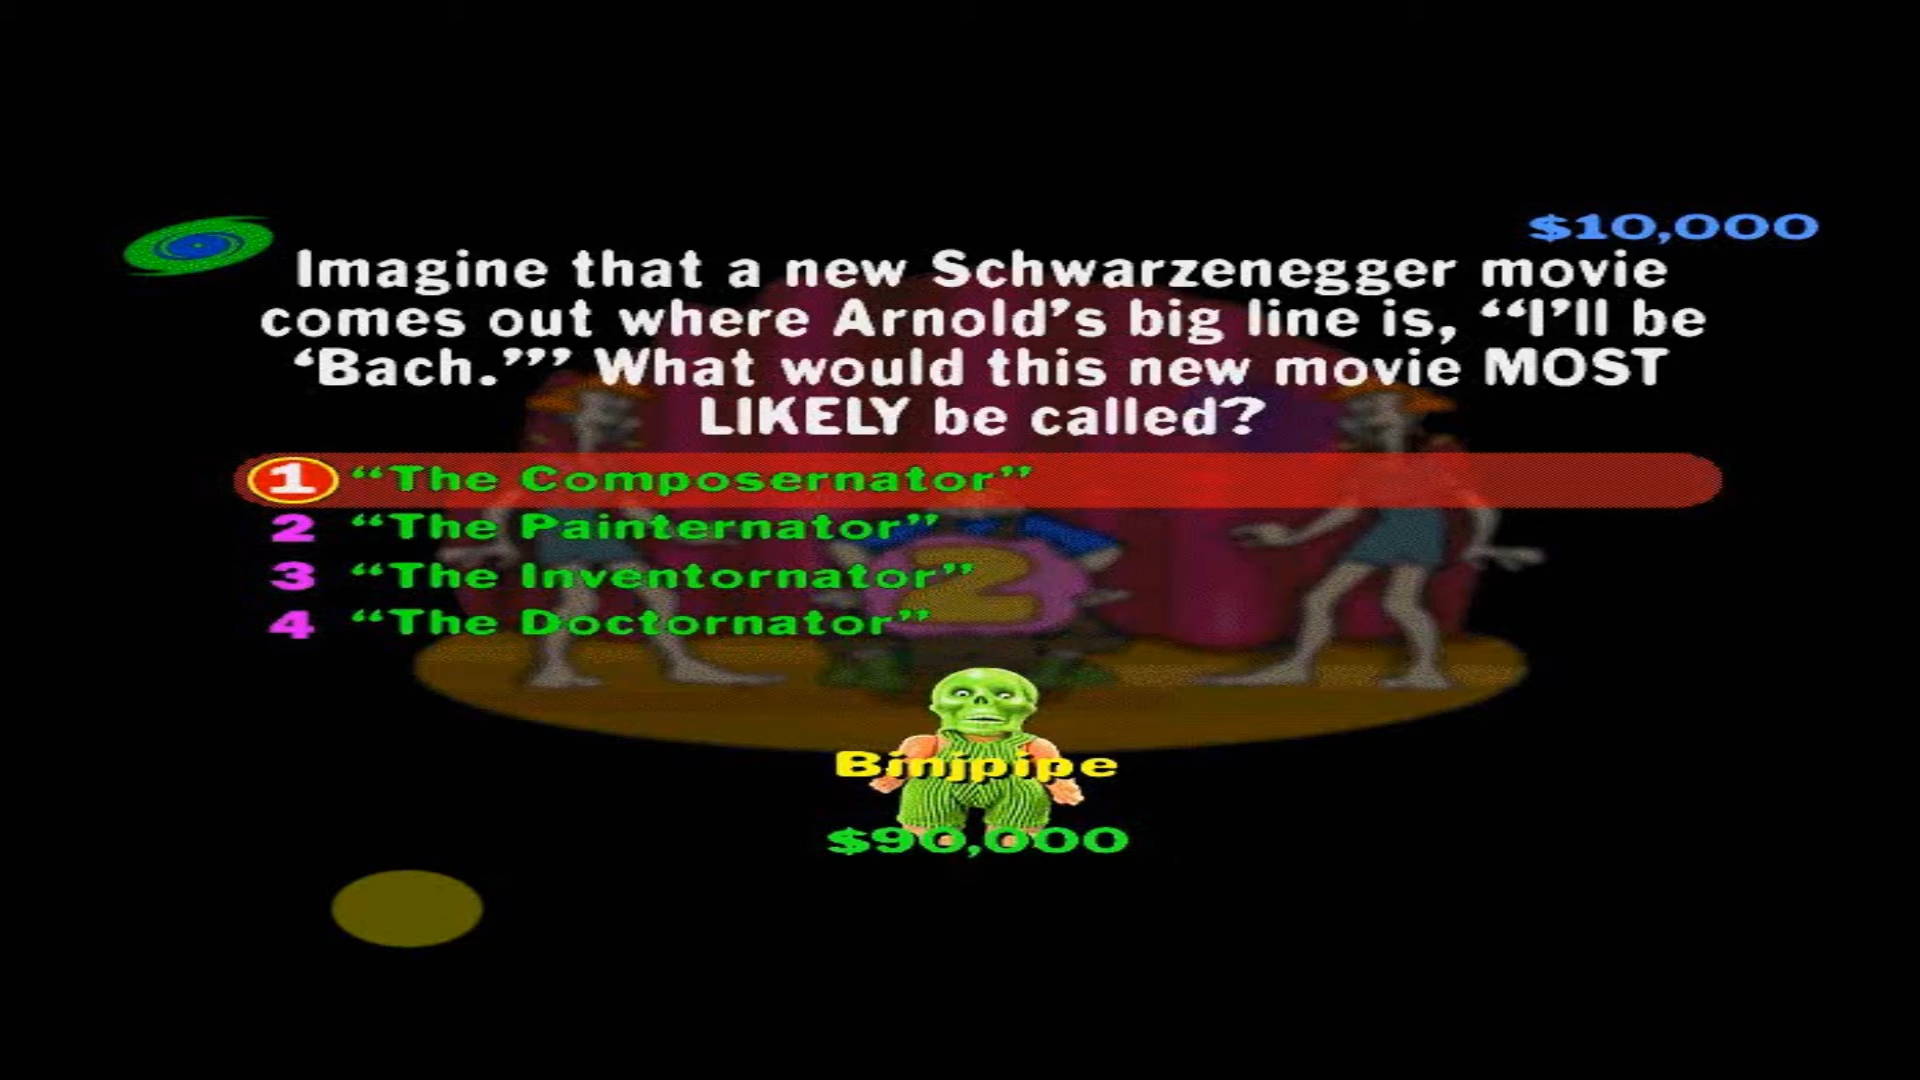 $10,000
Imagine that a new Schwarzenegger movie
comes out where Arnold's big line is, “I'll be
‘Bach.’” What would this new movie MOST
LIKELY be called?
1 “The Composernator”
2 “The Painternator”
3 “The Inventornator”
4 “The Doctornator”
2
Binjpipe
$90,000